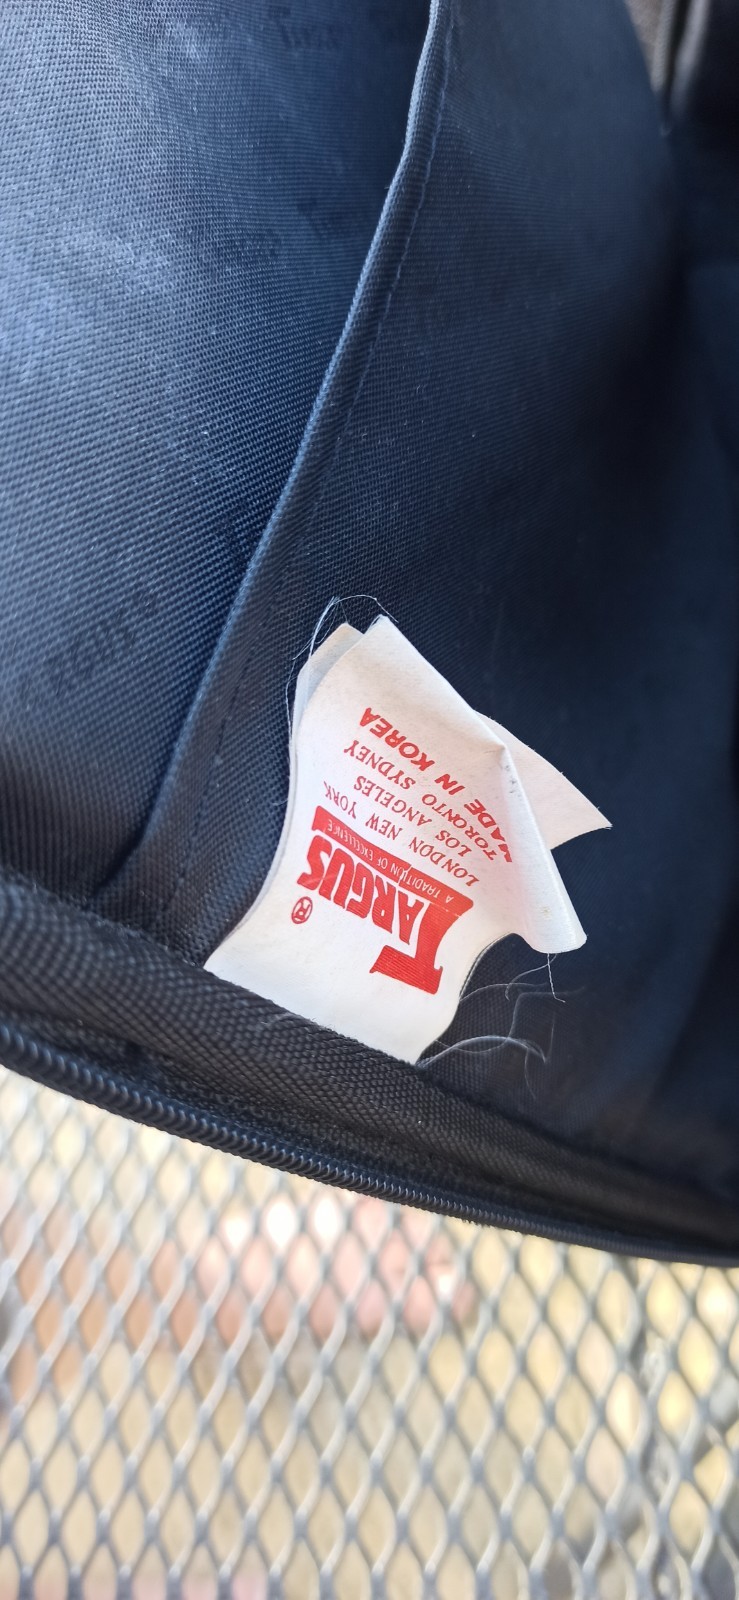 TARGUS®
A TRADITION OF EXCELLENCE
LONDON NEW YORK
LOS ANGELES
TORONTO SYDNEY
MADE IN KOREA